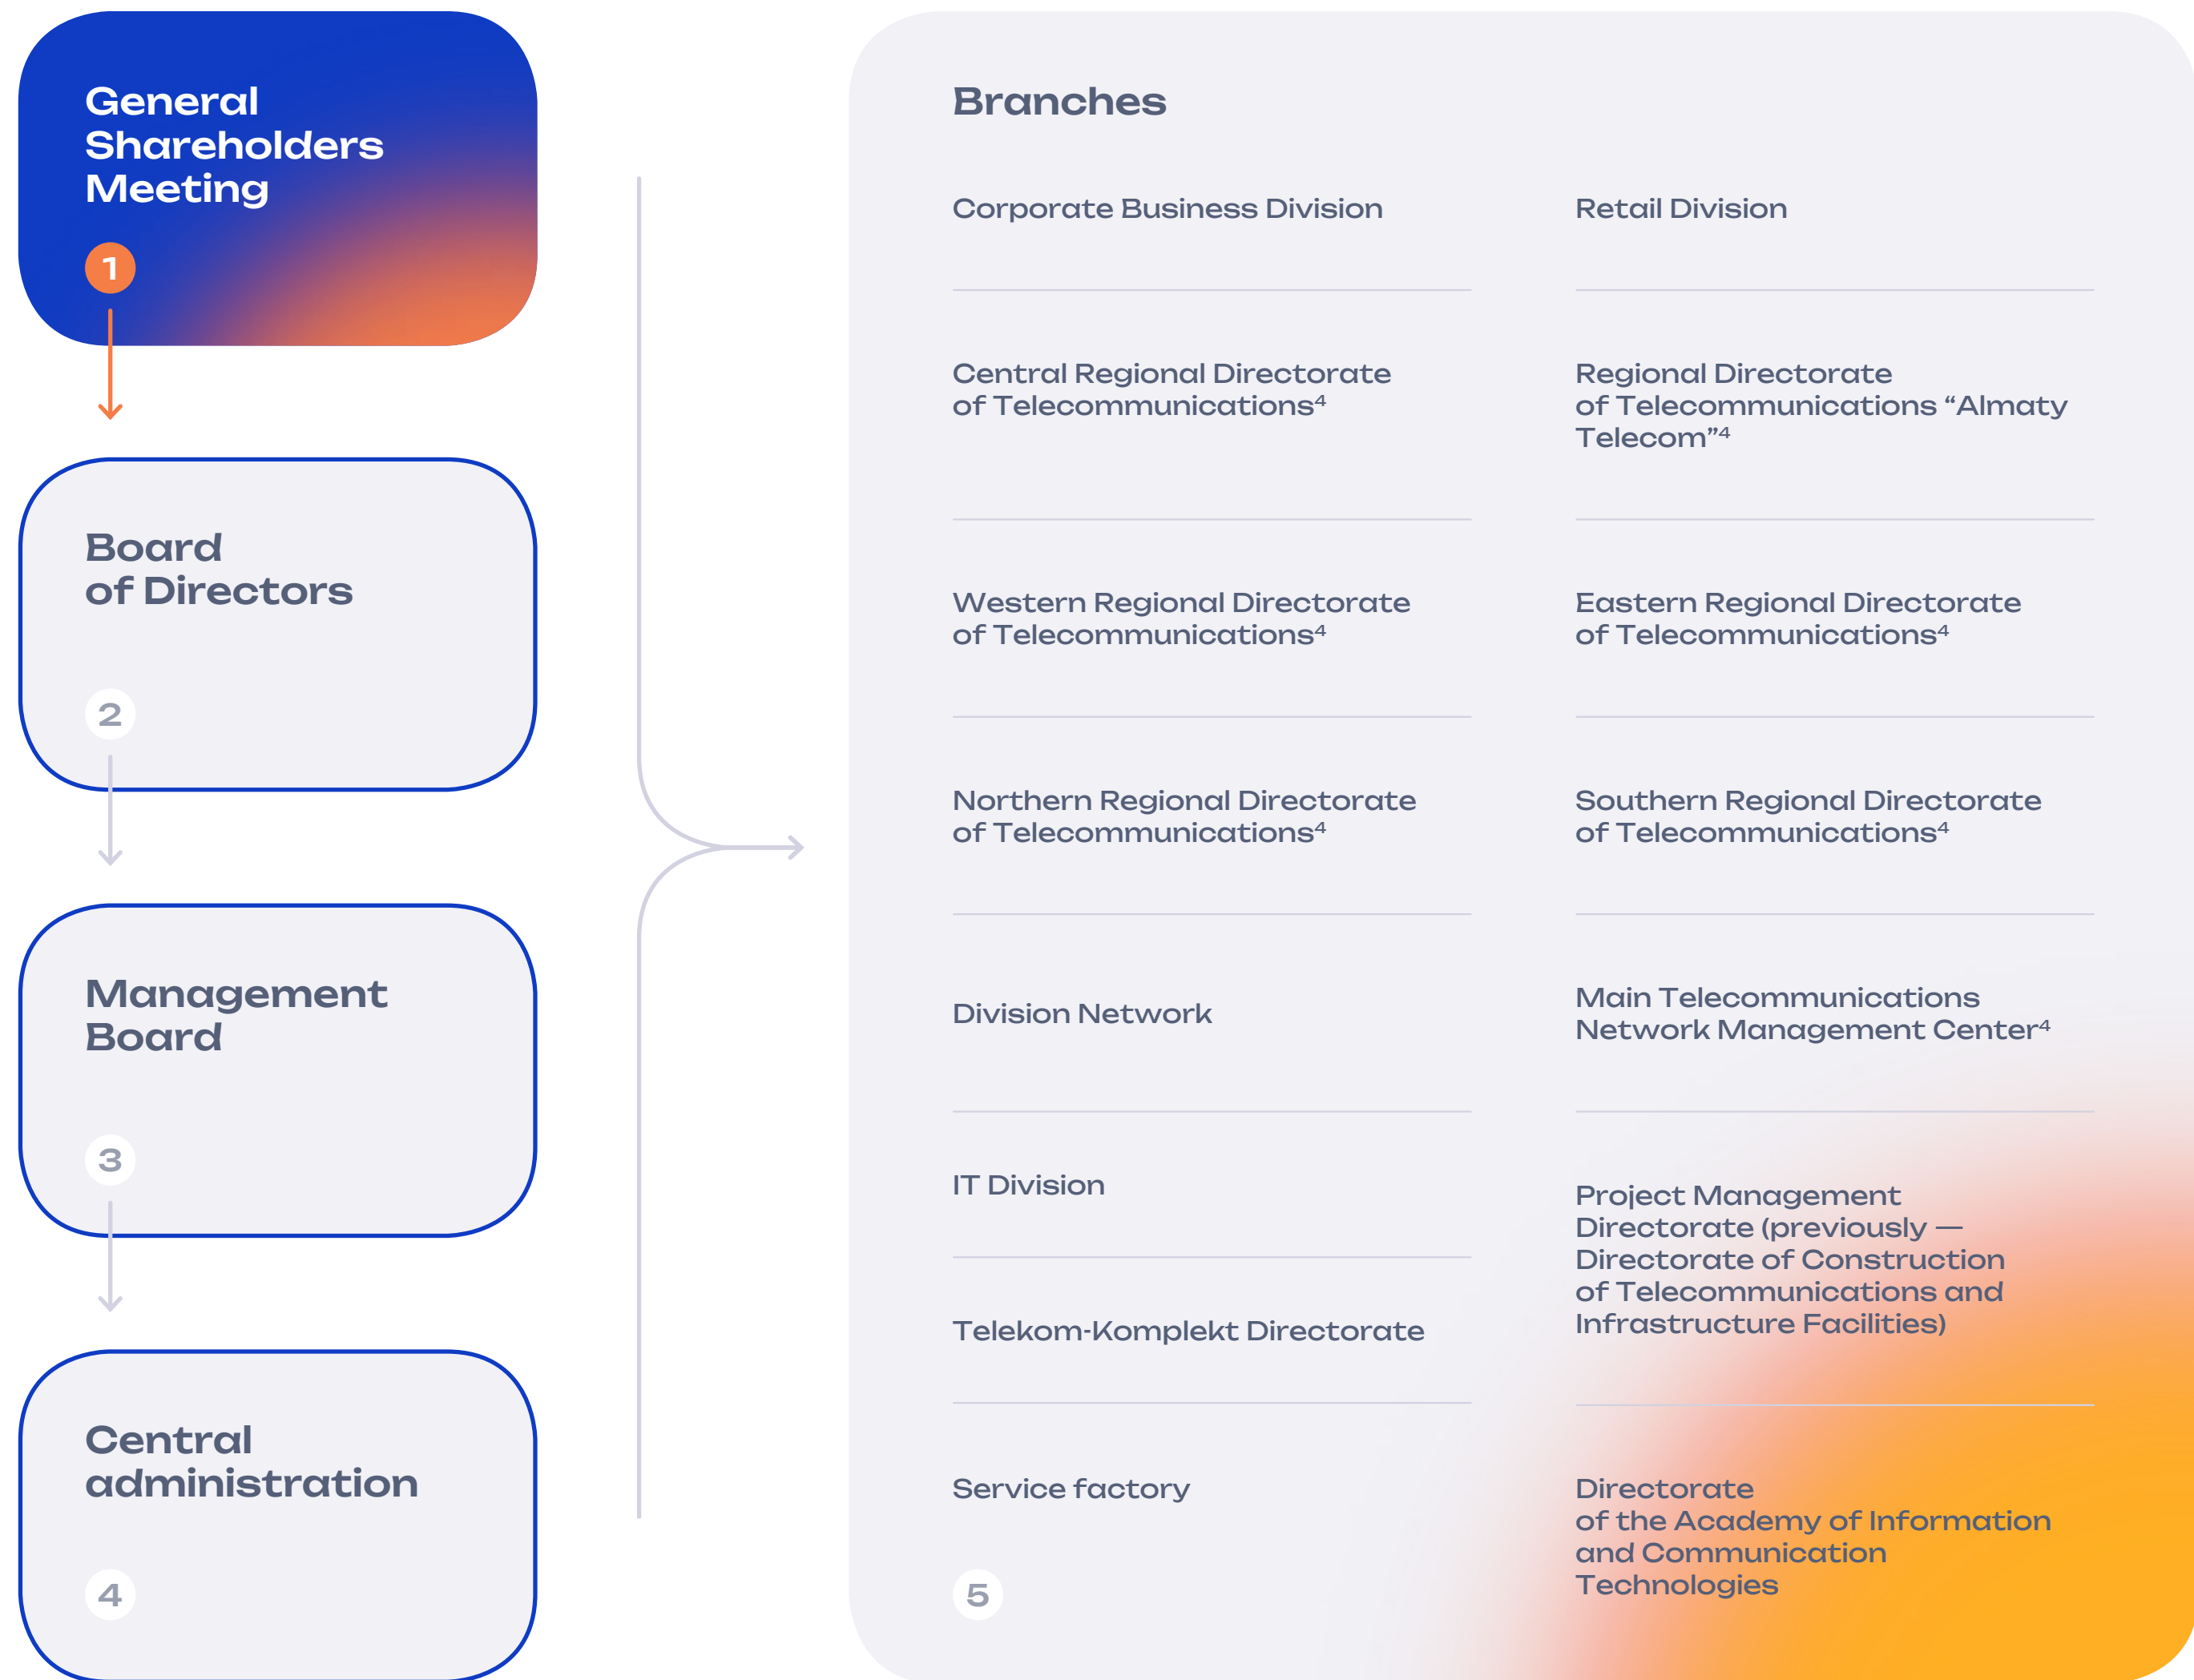 General
Shareholders
Meeting
1
Board
of Directors
2
Management
Board
3
Central
administration
4
Branches
Corporate Business Division
Central Regional Directorate
of Telecommunications⁴
Western Regional Directorate
of Telecommunications⁴
Northern Regional Directorate
of Telecommunications⁴
Division Network
IT Division
Telekom-Komplekt Directorate
Service factory
5
Retail Division
Regional Directorate
of Telecommunications “Almaty
Telecom”⁴
Eastern Regional Directorate
of Telecommunications⁴
Southern Regional Directorate
of Telecommunications⁴
Main Telecommunications
Network Management Center⁴
Project Management
Directorate (previously —
Directorate of Construction
of Telecommunications and
Infrastructure Facilities)
Directorate
of the Academy of Information
and Communication
Technologies